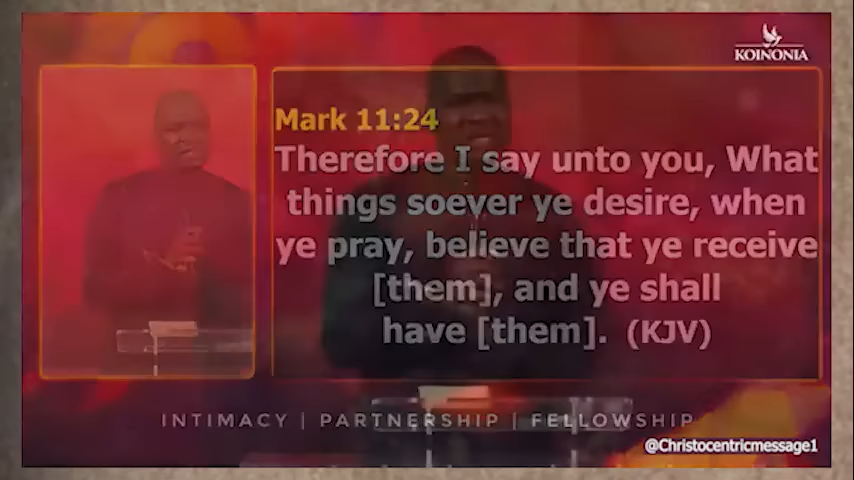 KOINONIA
Mark 11:24
Therefore I say unto you, What
things soever ye desire, when
ye pray, believe that ye receive
[them], and ye shall
have [them]. (KJV)
INTIMACY | PARTNERSHIP | FELLOWSHIP
@Christocentricmessage1